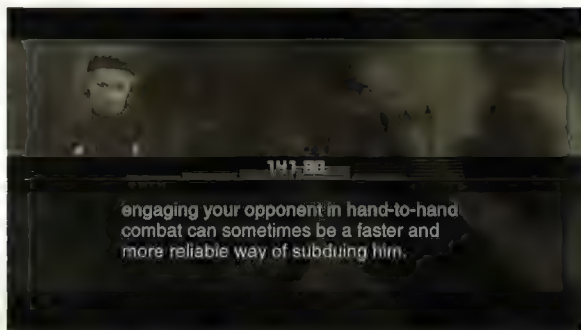 engaging your opponent in hand-to-hand
combat can sometimes be a faster and
more reliable way of subduing him.